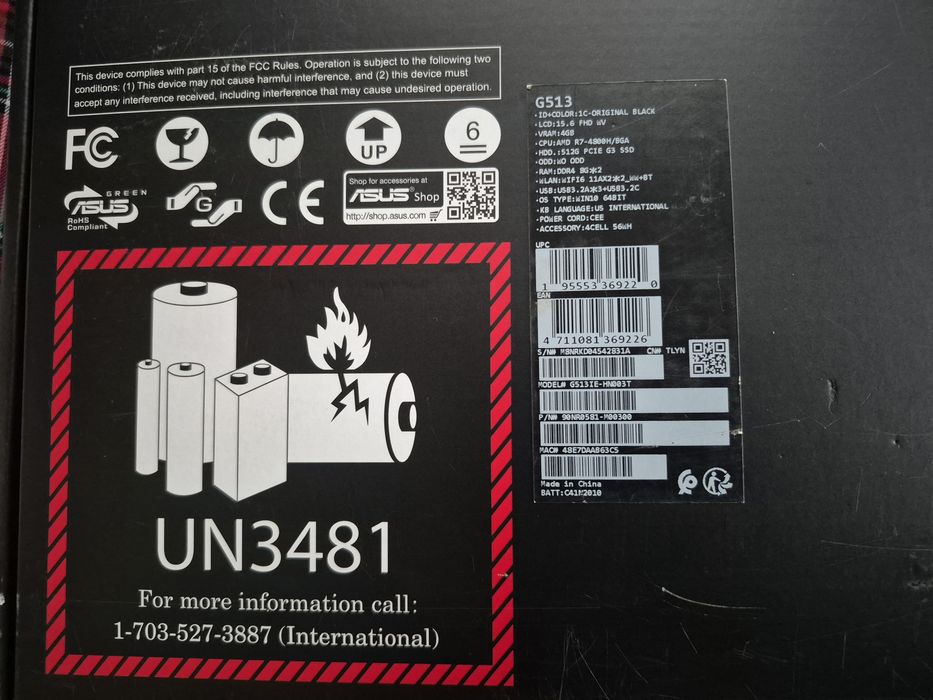 This device complies with part 15 of the FCC Rules. Operation is subject to the following two
conditions: (1) This device may not cause harmful interference, and (2) this device must
accept any interference received, including interference that may cause undesired operation.
FC
UP
6
GREEN
ASUS
RoHS
Compliant
G
CE
Shop for accessories at
ASUS Shop
http://shop.asus.com
UN3481
For more information call:
1-703-527-3887 (International)
G513
·ID+COLOR:1C-ORIGINAL BLACK
·LCD:15.6 FHD WV
·VRAM:4GB
·CPU:AMD R7-4800H/BGA
·HDD.:512G PCIE G3 SSD
·ODD:WO ODD
·RAM:DDR4 8G*2
·WLAN:WIFI6 11AX2*2_WW+BT
·USB:USB3.2A*3+USB3.2C
·OS TYPE:WIN10 64BIT
·KB LANGUAGE:US INTERNATIONAL
·POWER CORD:CEE
·ACCESSORY:4CELL 56WH
UPC
1 95553 36922 0
EAN
4 711081 369226
S/N# M8NRKD04542831A CN# TLYN
MODEL# G513IE-HN003T
P/N# 90NR0581-M00300
MAC# 48E7DAAB63C5
Made in China
BATT:C41N2010